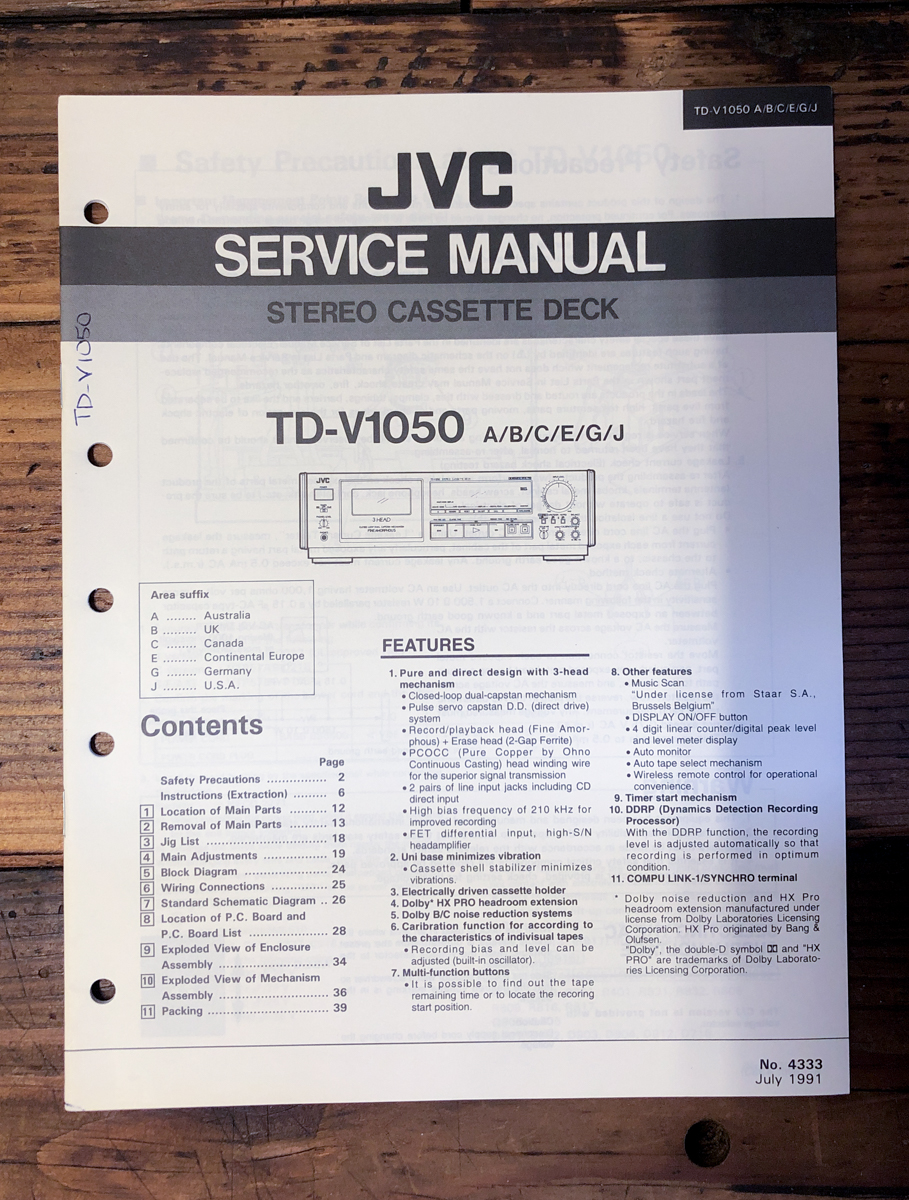 TD-V1050 A/B/C/E/G/J
JVC
SERVICE MANUAL
STEREO CASSETTE DECK
TD-V1050
TD-V1050 A/B/C/E/G/J
JVC
3 HEAD
Area suffix
A ........ Australia
B ......... UK
C ........ Canada
E ......... Continental Europe
G ........ Germany
J ......... U.S.A.
Contents
Page
Safety Precautions ................ 2
Instructions (Extraction) ......... 6
1 Location of Main Parts ............ 12
2 Removal of Main Parts ............ 13
3 Jig List .................................. 18
4 Main Adjustments .................. 19
5 Block Diagram ....................... 24
6 Wiring Connections ................ 25
7 Standard Schematic Diagram .. 26
8 Location of P.C. Board and
P.C. Board List ....................... 28
9 Exploded View of Enclosure
Assembly .............................. 34
10 Exploded View of Mechanism
Assembly .............................. 36
11 Packing ................................. 39
FEATURES
1. Pure and direct design with 3-head
mechanism
• Closed-loop dual-capstan mechanism
• Pulse servo capstan D.D. (direct drive)
system
• Record/playback head (Fine Amor-
phous) + Erase head (2-Gap Ferrite)
• PCOCC (Pure Copper by Ohno
Continuous Casting) head winding wire
for the superior signal transmission
• 2 pairs of line input jacks including CD
direct input
• High bias frequency of 210 kHz for
improved recording
• FET differential input, high-S/N
headamplifier
2. Uni base minimizes vibration
• Cassette shell stabilizer minimizes
vibrations.
3. Electrically driven cassette holder
4. Dolby* HX PRO headroom extension
5. Dolby B/C noise reduction systems
6. Caribration function for according to
the characteristics of indivisual tapes
• Recording bias and level can be
adjusted (built-in oscillator).
7. Multi-function buttons
• It is possible to find out the tape
remaining time or to locate the recoring
start position.
8. Other features
• Music Scan
"Under license from Staar S.A.,
Brussels Belgium"
• DISPLAY ON/OFF button
• 4 digit linear counter/digital peak level
and level meter display
• Auto monitor
• Auto tape select mechanism
• Wireless remote control for operational
convenience.
9. Timer start mechanism
10. DDRP (Dynamics Detection Recording
Processor)
With the DDRP function, the recording
level is adjusted automatically so that
recording is performed in optimum
condition.
11. COMPU LINK-1/SYNCHRO terminal
* Dolby noise reduction and HX Pro
headroom extension manufactured under
license from Dolby Laboratories Licensing
Corporation. HX Pro originated by Bang &
Olufsen.
"Dolby", the double-D symbol and "HX
PRO" are trademarks of Dolby Laborato-
ries Licensing Corporation.
No. 4333
July 1991